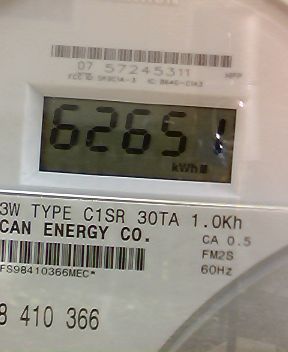 07 57245311
62651
kWh
3W TYPE C1SR 30TA 1.0Kh
CAN ENERGY CO.
CA 0.5
FM2S
60Hz
FS98410366MEC*
8 410 366